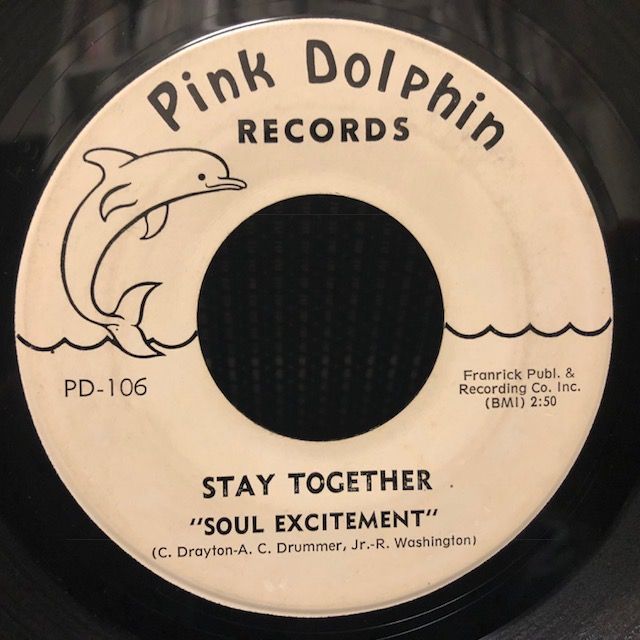 Pink Dolphin
RECORDS
PD-106
Franrick Publ. &
Recording Co. Inc.
(BMI) 2:50
STAY TOGETHER
"SOUL EXCITEMENT"
(C. Drayton-A. C. Drummer, Jr.-R. Washington)